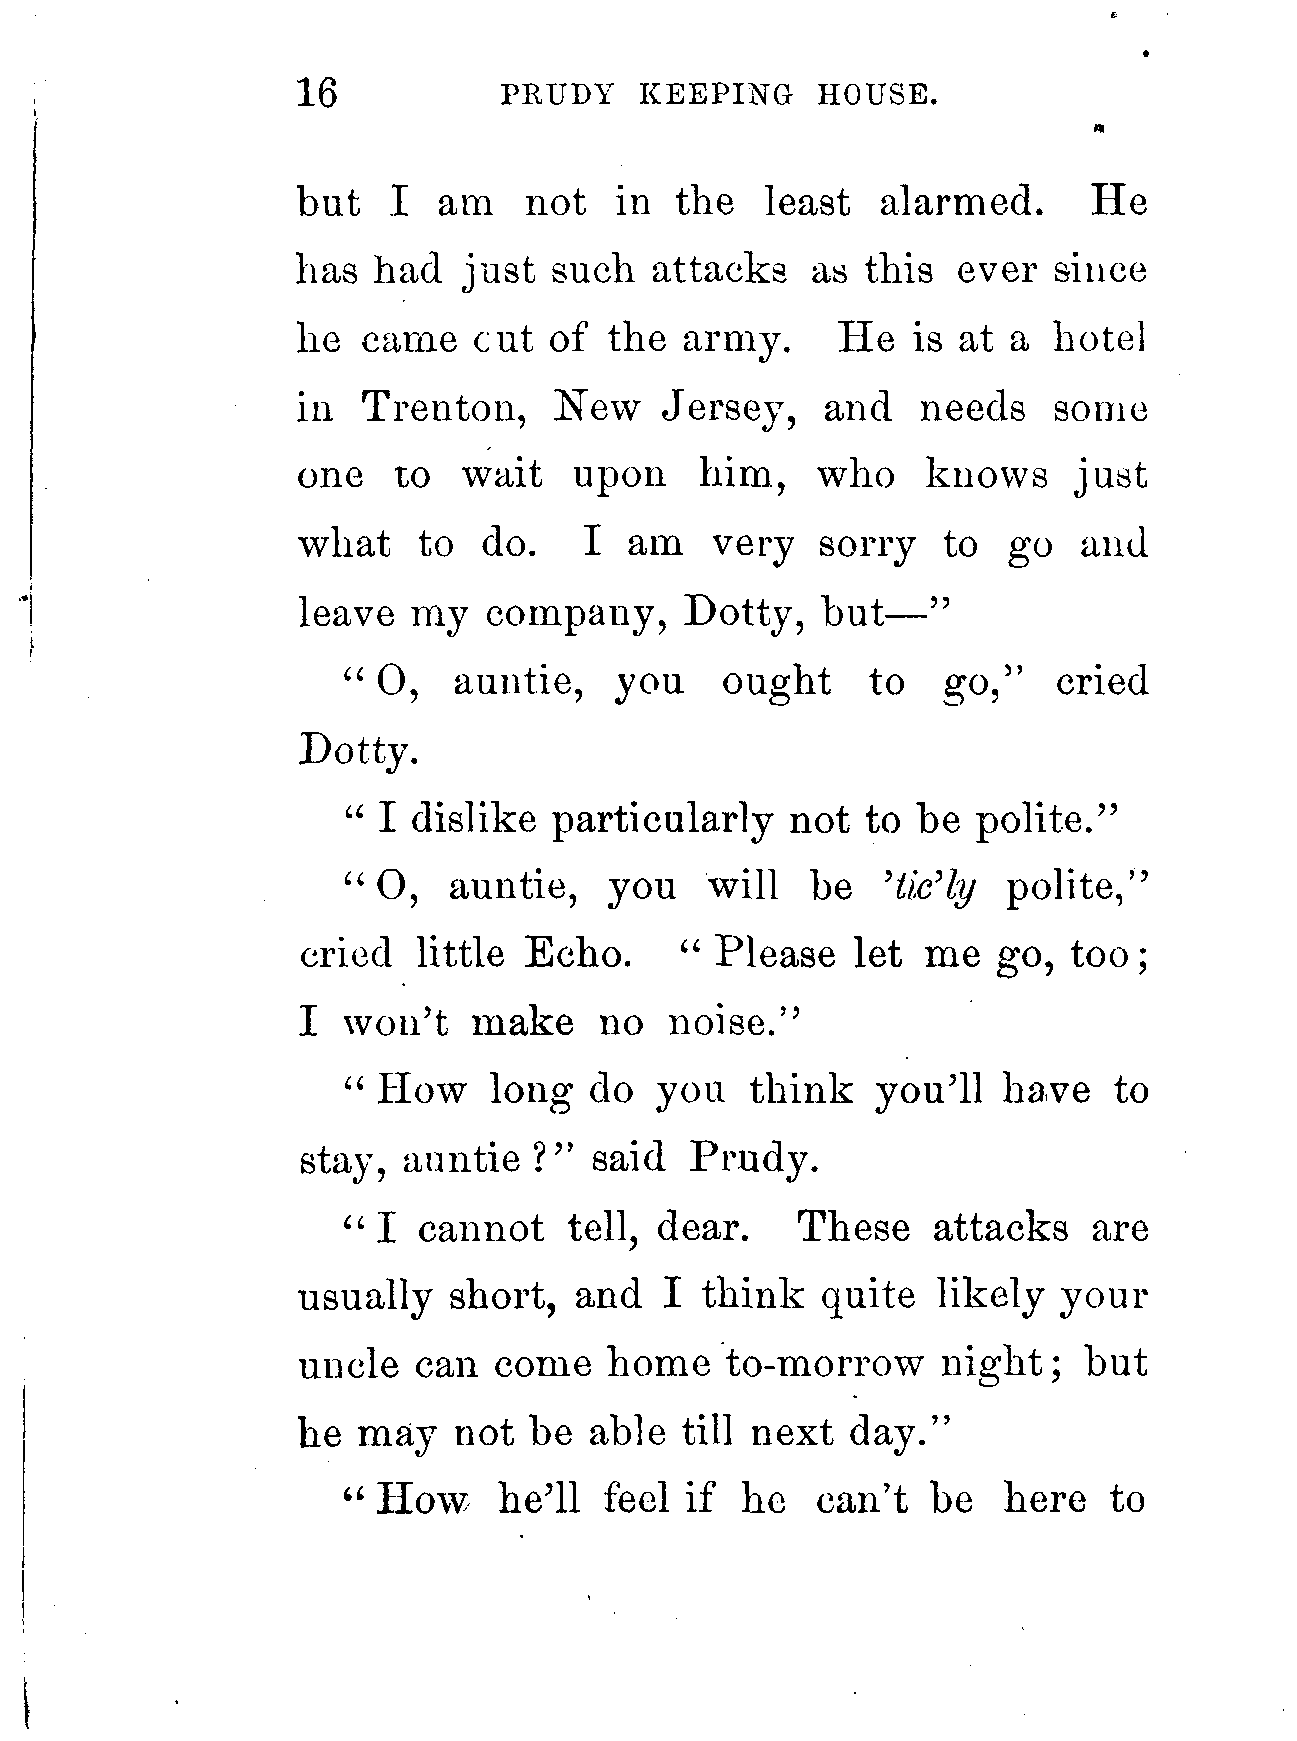 16 PRUDY KEEPING HOUSE.
but I am not in the least alarmed. He
has had just such attacks as this ever since
he came cut of the army. He is at a hotel
in Trenton, New Jersey, and needs some
one to wait upon him, who knows just
what to do. I am very sorry to go and
leave my company, Dotty, but—”
“O, auntie, you ought to go,” cried
Dotty.
“I dislike particularly not to be polite.”
“O, auntie, you will be ’tic’ly polite,”
cried little Echo. “Please let me go, too;
I won’t make no noise.”
“How long do you think you’ll have to
stay, auntie?” said Prudy.
“I cannot tell, dear. These attacks are
usually short, and I think quite likely your
uncle can come home to-morrow night; but
he may not be able till next day.”
“How he’ll feel if he can’t be here to